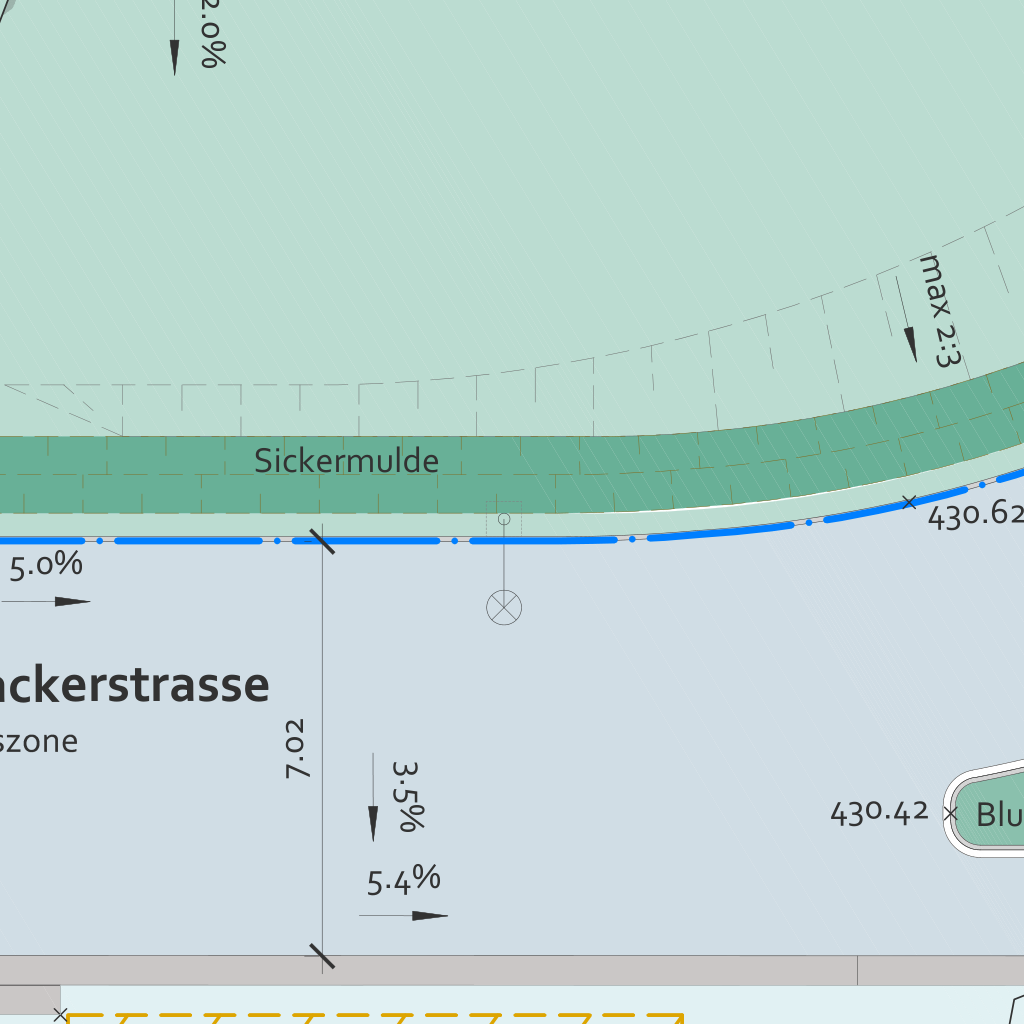 2.0%
max 2:3
Sickermulde
430.62
5.0%
ackerstrasse
szone
7.02
3.5%
430.42
Blu
5.4%